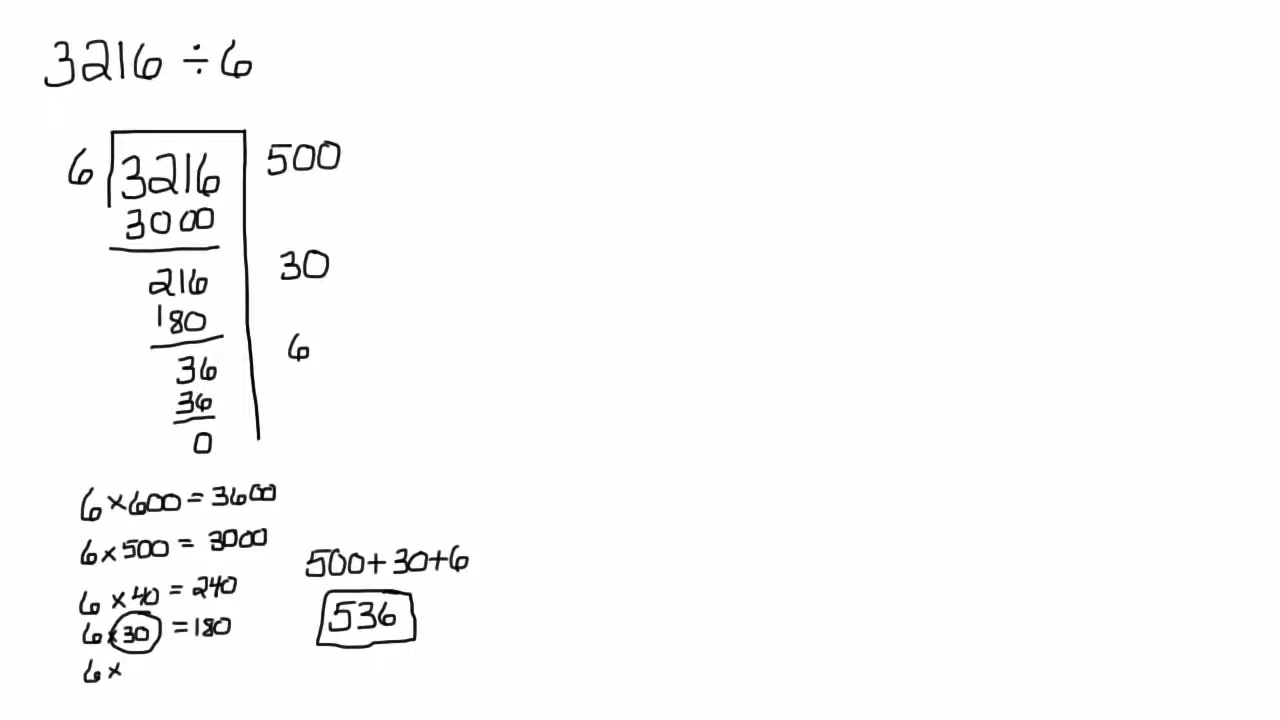 3216 ÷ 6
6 3216 500
3000
216 30
180
36 6
36
0
6 × 600 = 3600
6 × 500 = 3000
6 × 40 = 240
6 × 30 = 180
6 ×
500 + 30 + 6
536